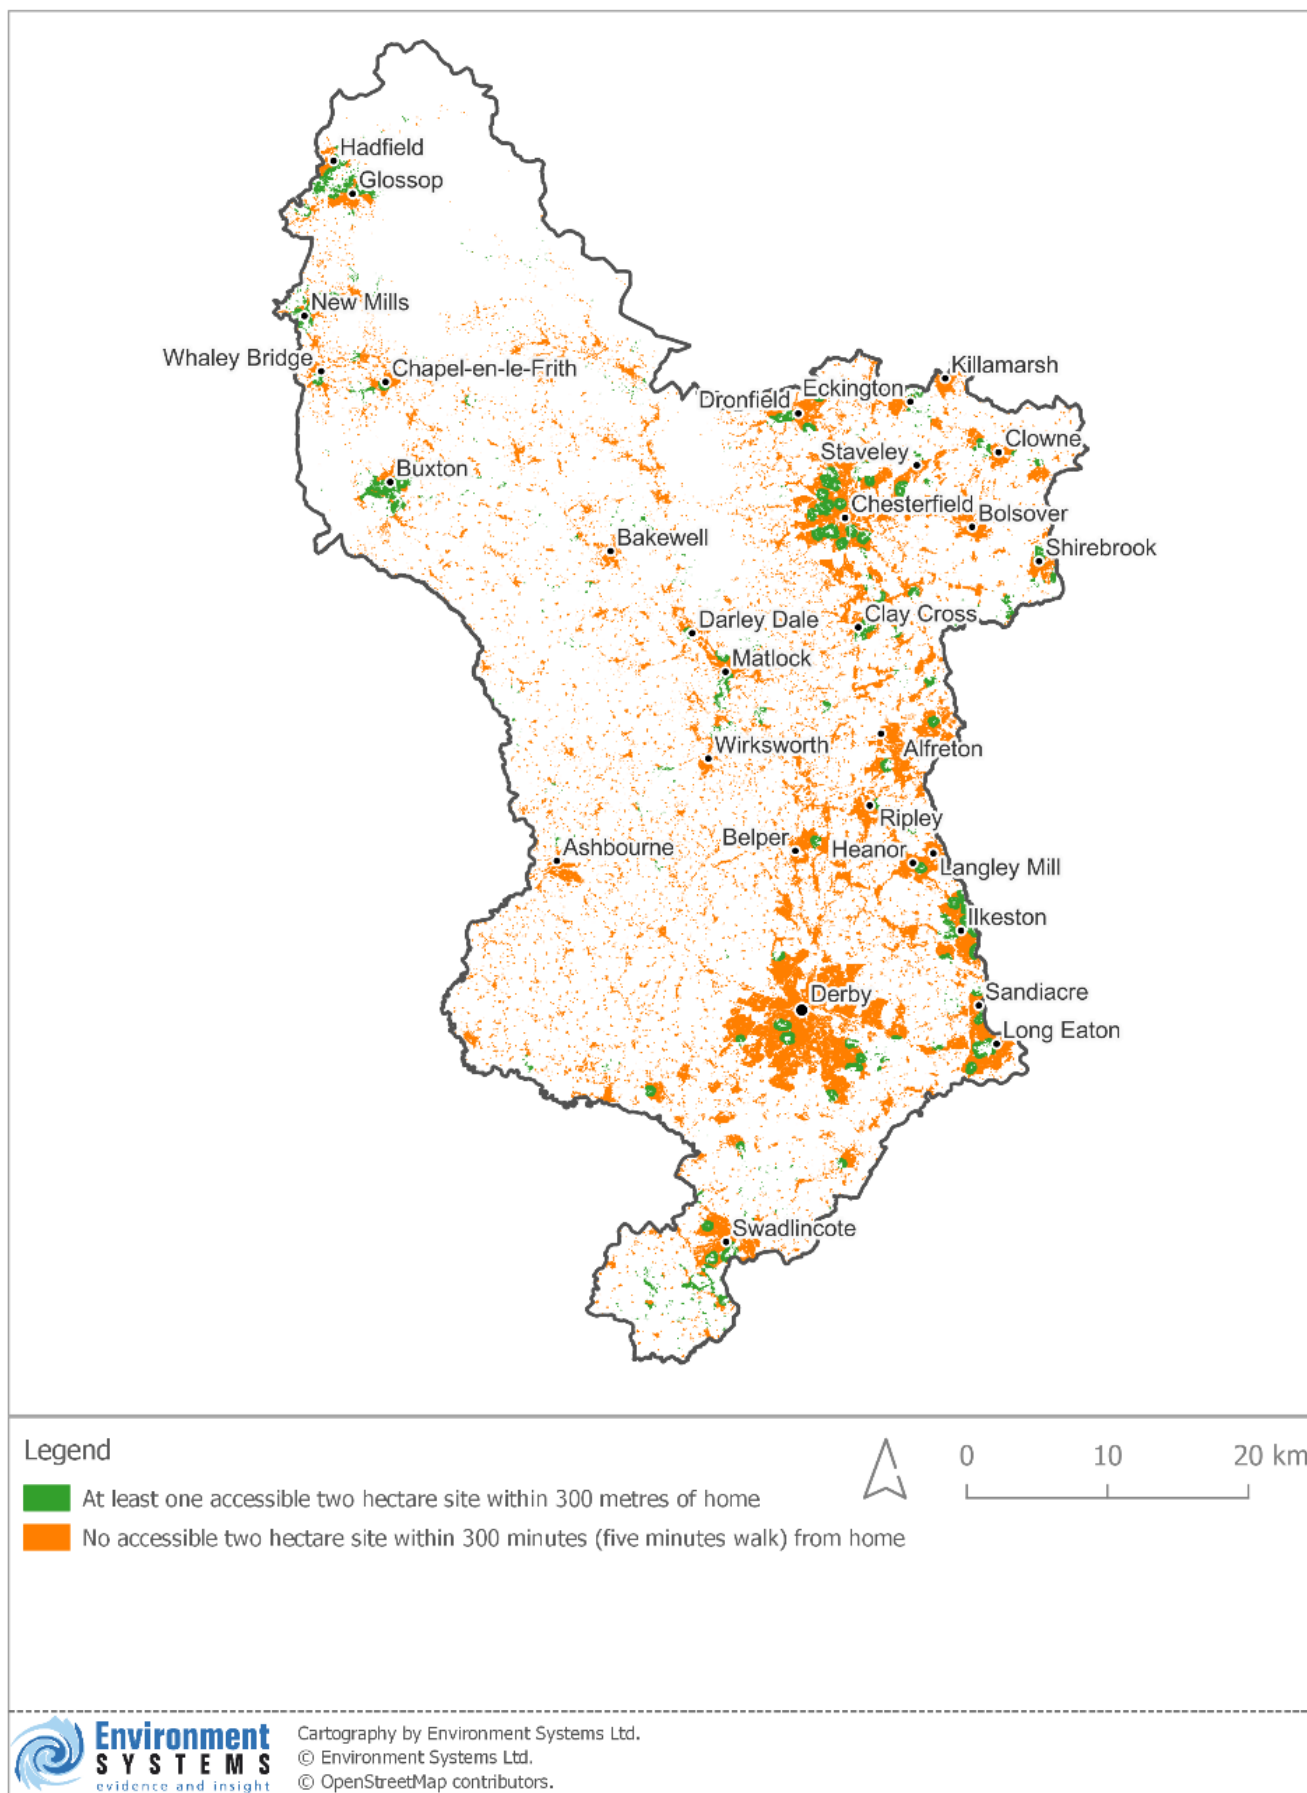 Hadfield
Glossop
New Mills
Whaley Bridge
Chapel-en-le-Frith
Killamarsh
Eckington
Dronfield
Clowne
Staveley
Buxton
Chesterfield
Bolsover
Bakewell
Shirebrook
Darley Dale
Clay Cross
Matlock
Wirksworth
Alfreton
Ripley
Belper
Heanor
Ashbourne
Langley Mill
Ilkeston
Derby
Sandiacre
Long Eaton
Swadlincote
Legend
0 10 20 km
At least one accessible two hectare site within 300 metres of home
No accessible two hectare site within 300 minutes (five minutes walk) from home
Environment
SYSTEMS
evidence and insight
Cartography by Environment Systems Ltd.
© Environment Systems Ltd.
© OpenStreetMap contributors.